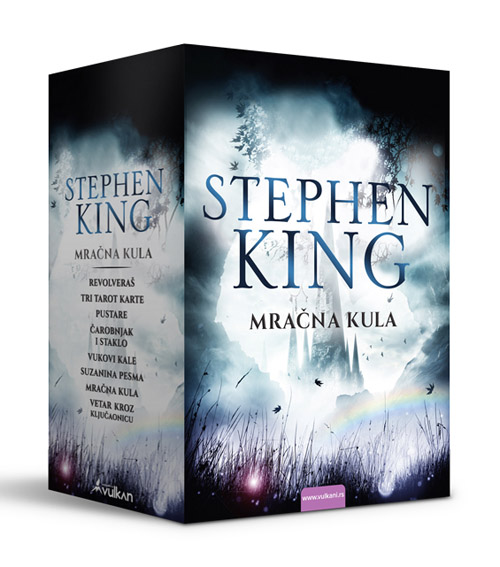 STEPHEN
KING
MRAČNA KULA
REVOLVERAŠ
TRI TAROT KARTE
PUSTARE
ČAROBNJAK
I STAKLO
VUKOVI KALE
SUZANINA PESMA
MRAČNA KULA
VETAR KROZ
KLJUČAONICU
vulkan
STEPHEN
KING
MRAČNA KULA
www.vulkani.rs